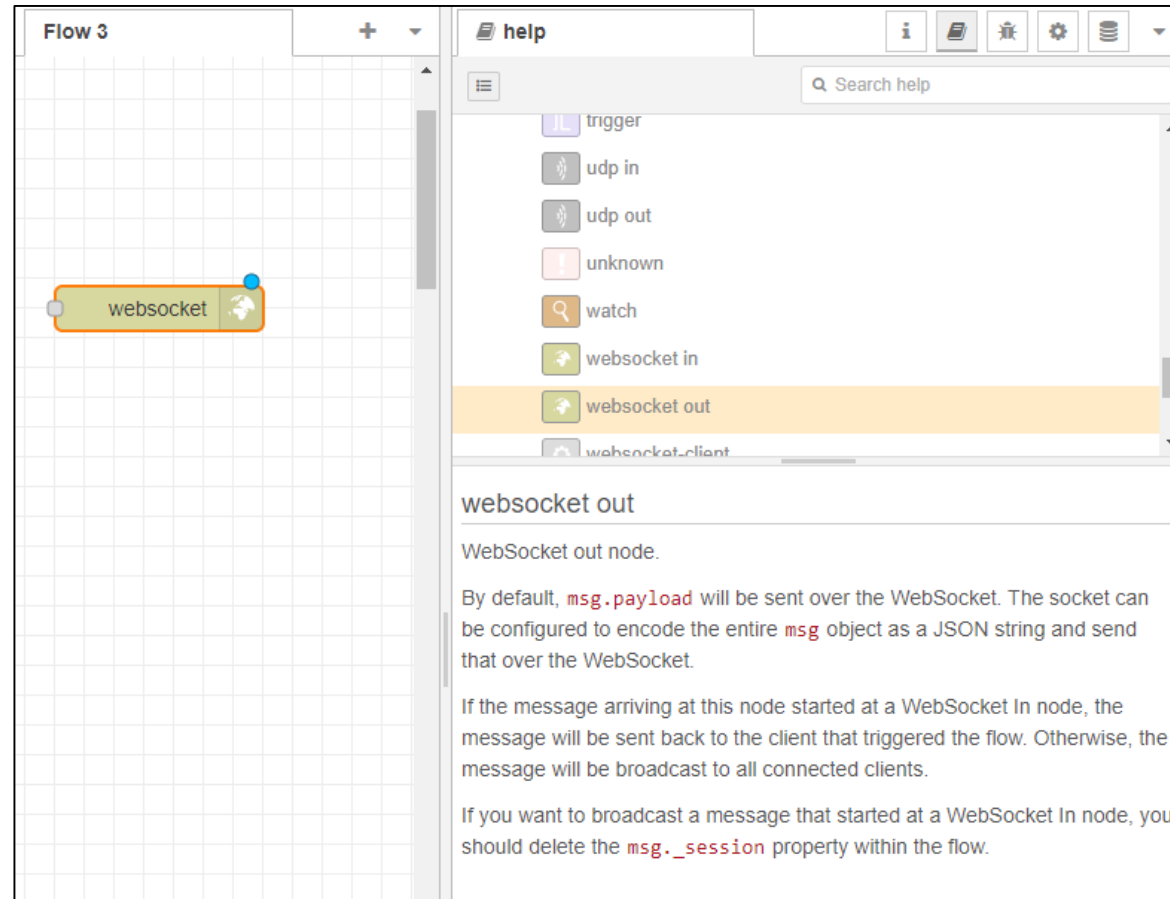 Flow 3
help
Search help
trigger
udp in
udp out
unknown
watch
websocket in
websocket out
websocket-client
websocket
websocket out
WebSocket out node.
By default, msg.payload will be sent over the WebSocket. The socket can
be configured to encode the entire msg object as a JSON string and send
that over the WebSocket.
If the message arriving at this node started at a WebSocket In node, the
message will be sent back to the client that triggered the flow. Otherwise, the
message will be broadcast to all connected clients.
If you want to broadcast a message that started at a WebSocket In node, you
should delete the msg._session property within the flow.